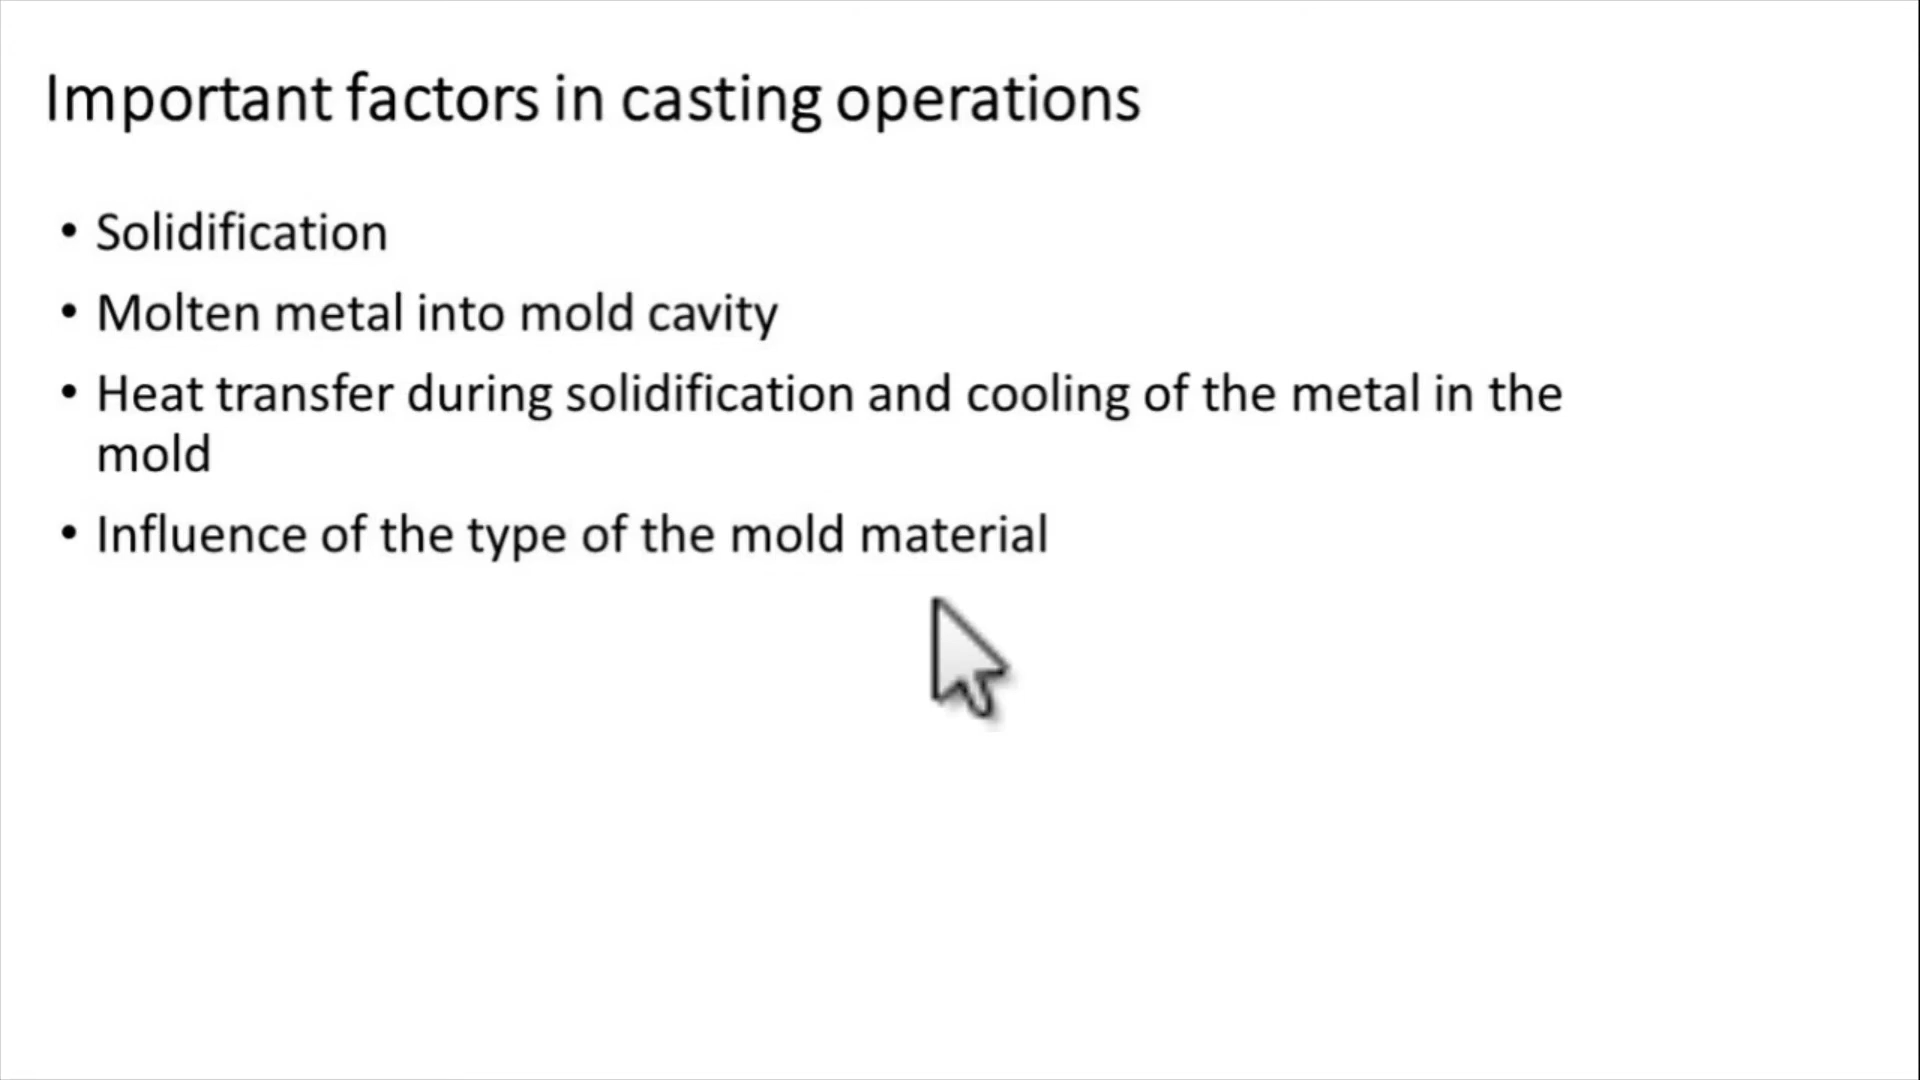 Important factors in casting operations
• Solidification
• Molten metal into mold cavity
• Heat transfer during solidification and cooling of the metal in the
mold
• Influence of the type of the mold material